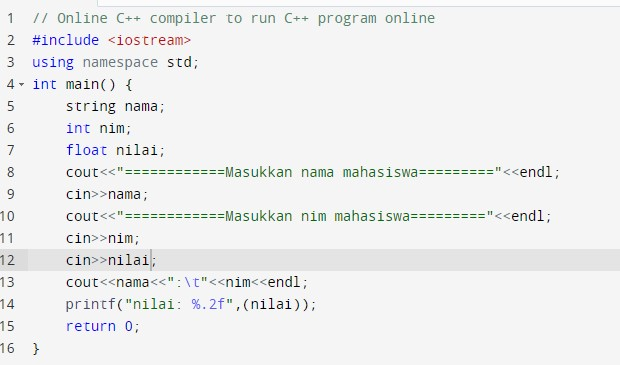 1 // Online C++ compiler to run C++ program online
2 #include <iostream>
3 using namespace std;
4 int main() {
5     string nama;
6     int nim;
7     float nilai;
8     cout<<"============Masukkan nama mahasiswa========="<<endl;
9     cin>>nama;
10     cout<<"============Masukkan nim mahasiswa========="<<endl;
11     cin>>nim;
12     cin>>nilai;
13     cout<<nama<<":\t"<<nim<<endl;
14     printf("nilai: %.2f",(nilai));
15     return 0;
16 }